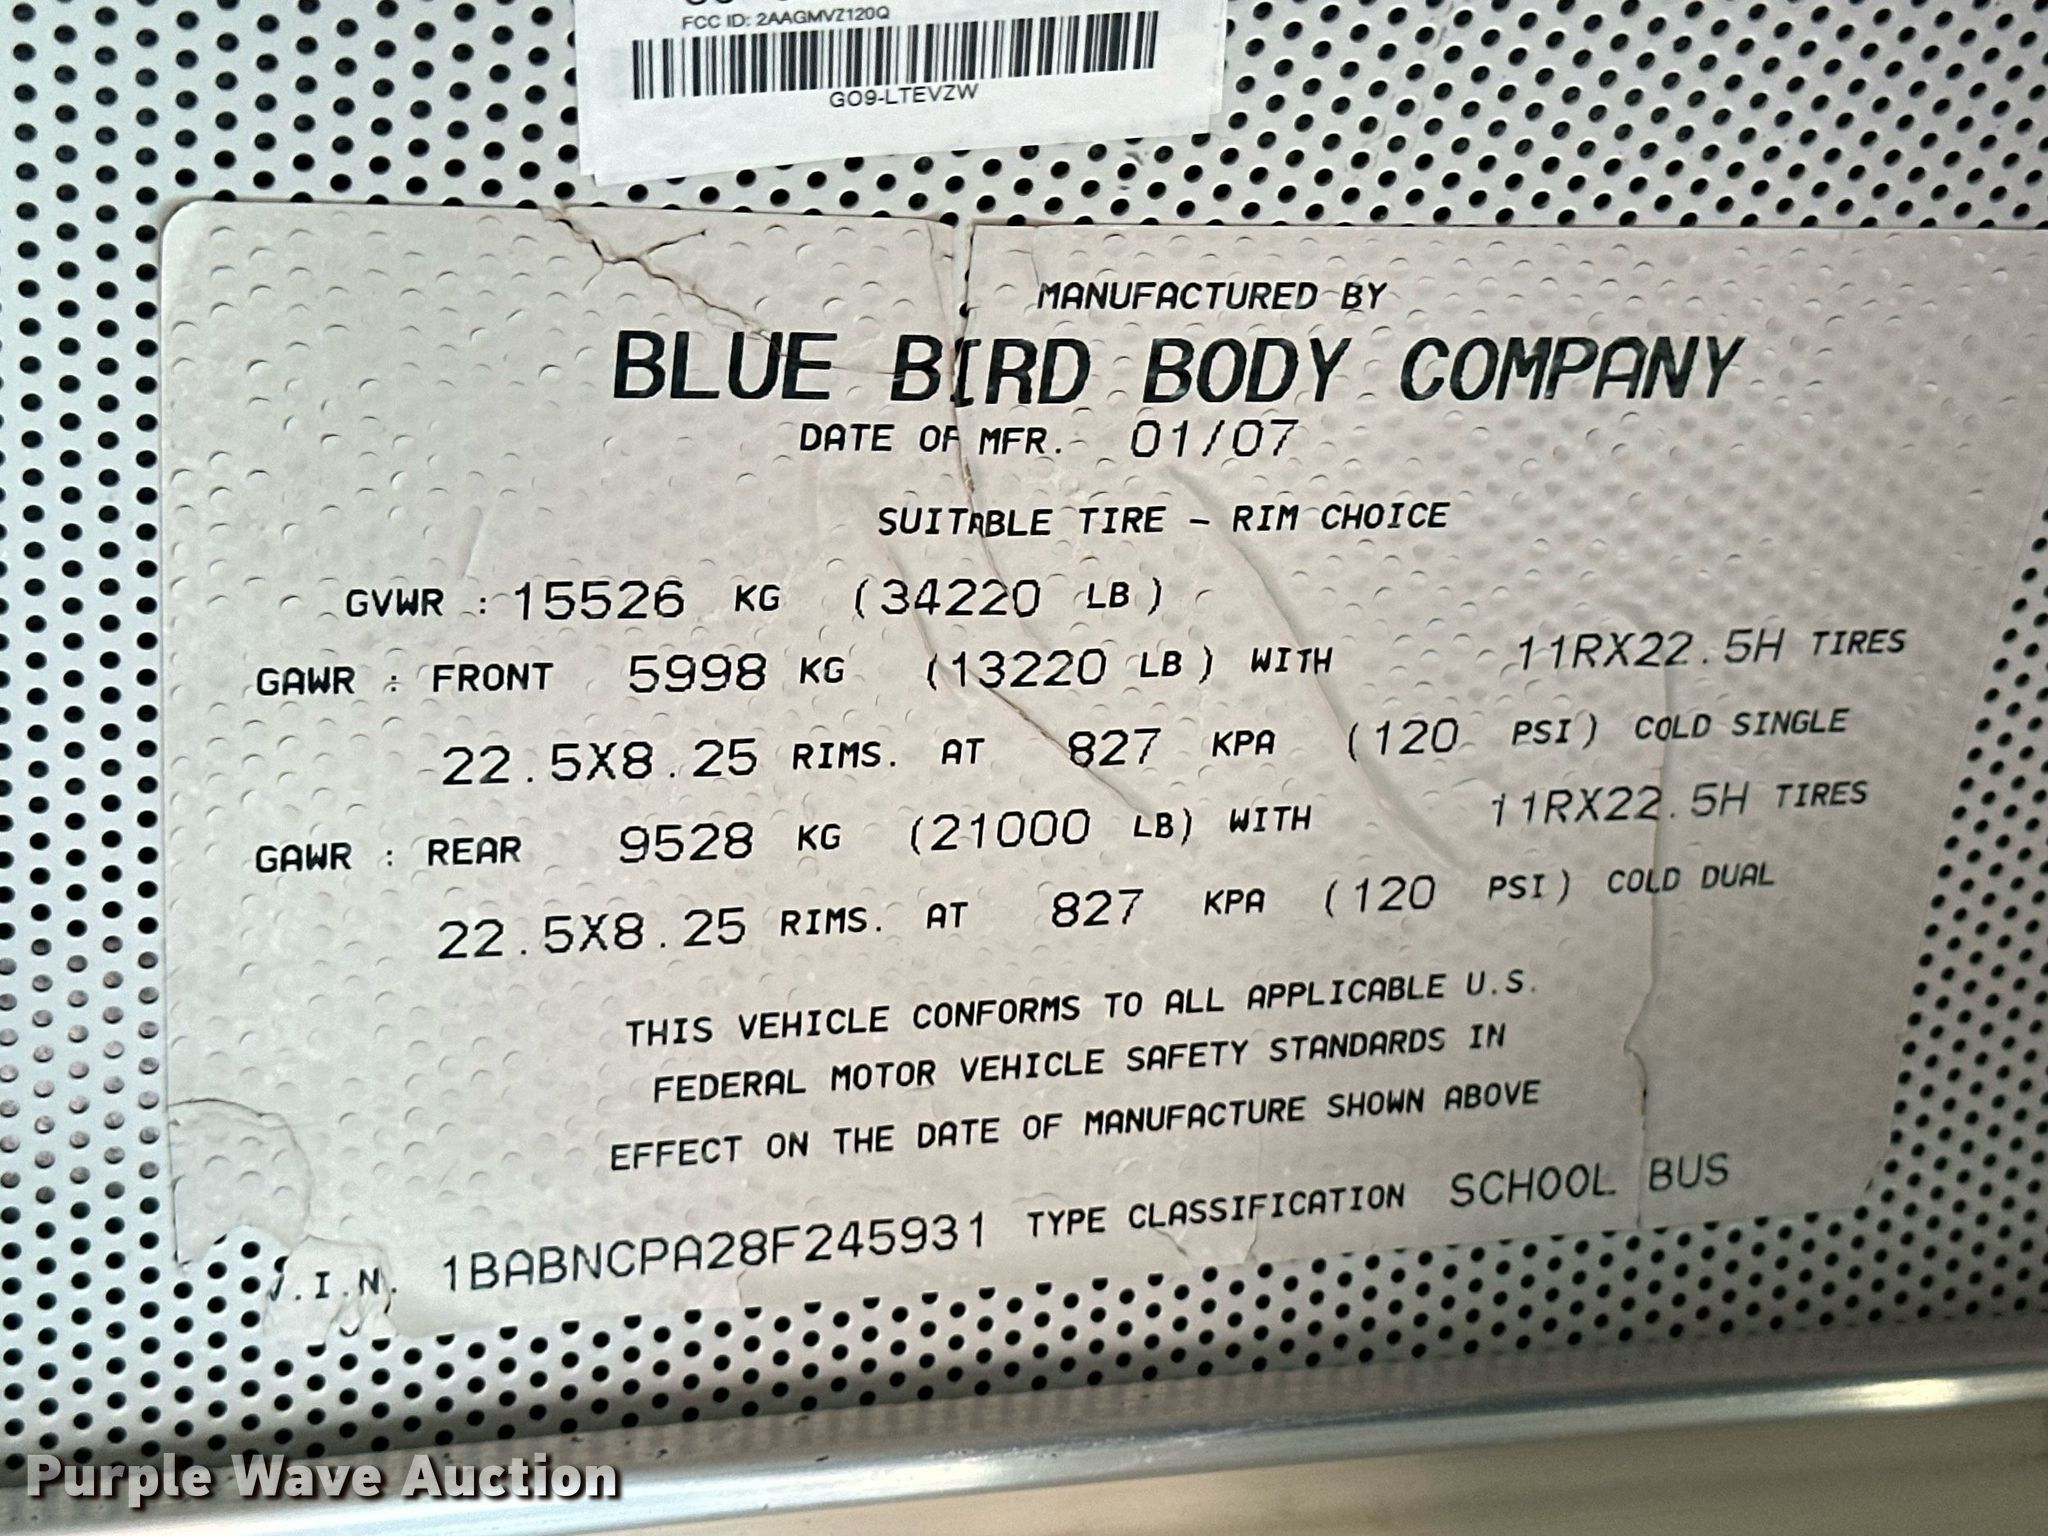 FCC ID: 2AAGMVZ120Q
GO9-LTEVZW
MANUFACTURED BY
BLUE BIRD BODY COMPANY
DATE OF MFR. 01/07
SUITABLE TIRE - RIM CHOICE
GVWR : 15526 KG (34220 LB)
GAWR : FRONT 5998 KG (13220 LB) WITH 11RX22.5H TIRES
22.5X8.25 RIMS. AT 827 KPA (120 PSI) COLD SINGLE
GAWR : REAR 9528 KG (21000 LB) WITH 11RX22.5H TIRES
22.5X8.25 RIMS. AT 827 KPA (120 PSI) COLD DUAL
THIS VEHICLE CONFORMS TO ALL APPLICABLE U.S.
FEDERAL MOTOR VEHICLE SAFETY STANDARDS IN
EFFECT ON THE DATE OF MANUFACTURE SHOWN ABOVE
V.I.N. 1BABNCPA28F245931 TYPE CLASSIFICATION SCHOOL BUS
Purple Wave Auction